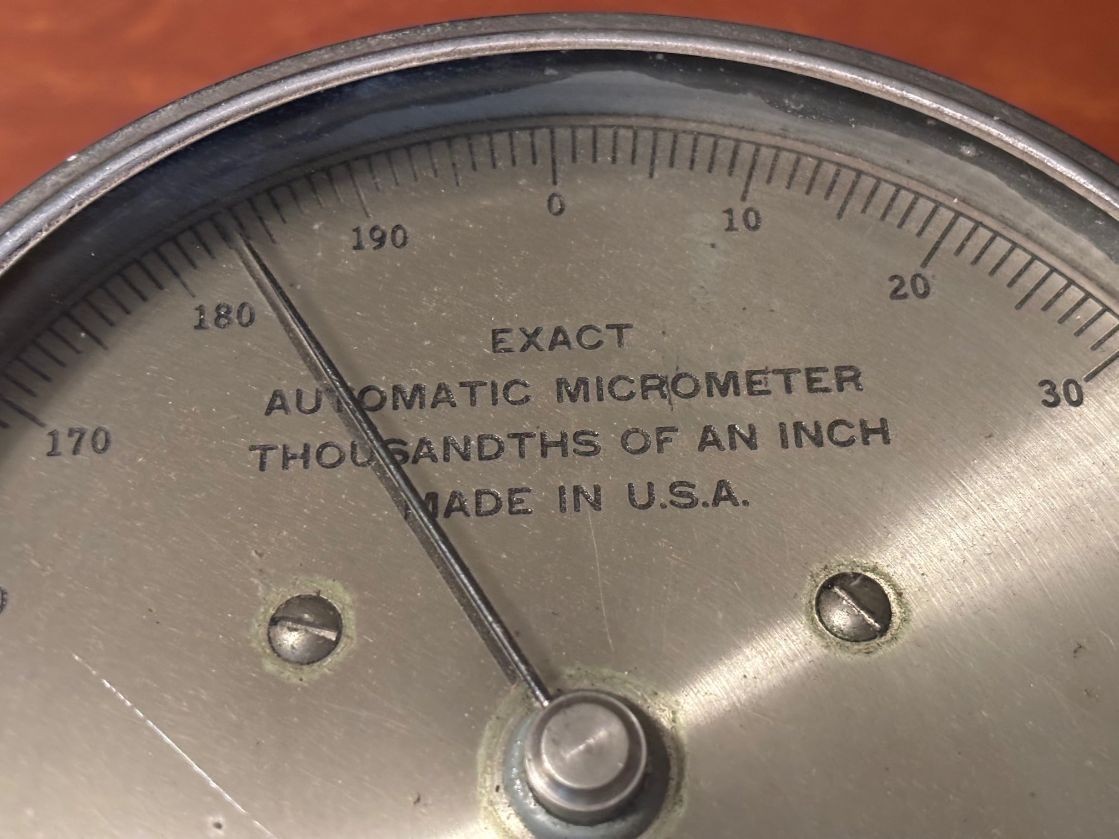 0
190 10
180 20
170 30
EXACT
AUTOMATIC MICROMETER
THOUSANDTHS OF AN INCH
MADE IN U.S.A.